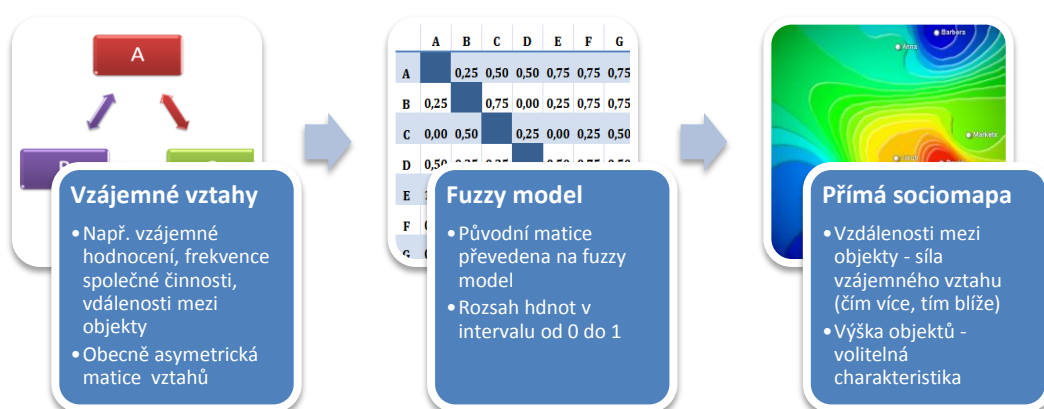 A
Vzájemné vztahy
•Např. vzájemné
hodnocení, frekvence
společné činnosti,
vdálenosti mezi
objekty
•Obecně asymetrická
matice vztahů
A B C D E F G
A 0,25 0,50 0,50 0,75 0,75 0,75
B 0,25 0,75 0,00 0,25 0,75 0,75
C 0,00 0,50 0,25 0,00 0,25 0,50
D
E
F
G
Fuzzy model
•Původní matice
převedena na fuzzy
model
•Rozsah hdnot v
intervalu od 0 do 1
Barbora
Anna
Marketa
Přímá sociomapa
•Vzdálenosti mezi
objekty - síla
vzájemného vztahu
(čím více, tím blíže)
•Výška objektů -
volitelná
charakteristika